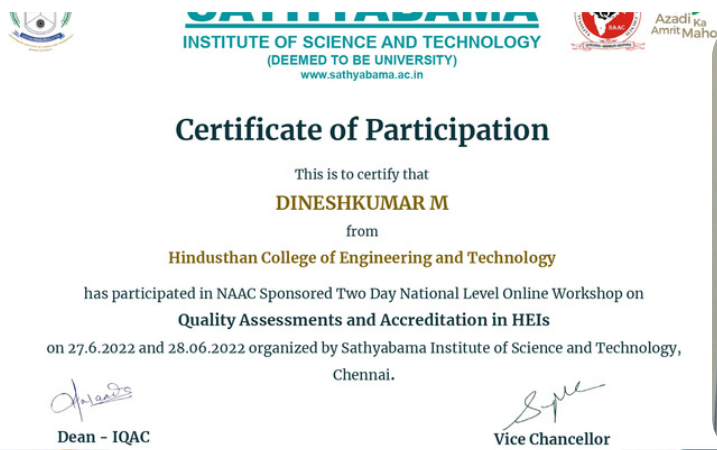 SATHYABAMA
INSTITUTE OF SCIENCE AND TECHNOLOGY
(DEEMED TO BE UNIVERSITY)
www.sathyabama.ac.in
NAAC
Azadi Ka
Amrit Maho
Certificate of Participation
This is to certify that
DINESHKUMAR M
from
Hindusthan College of Engineering and Technology
has participated in NAAC Sponsored Two Day National Level Online Workshop on
Quality Assessments and Accreditation in HEIs
on 27.6.2022 and 28.06.2022 organized by Sathyabama Institute of Science and Technology,
Chennai.
Dean - IQAC
Vice Chancellor